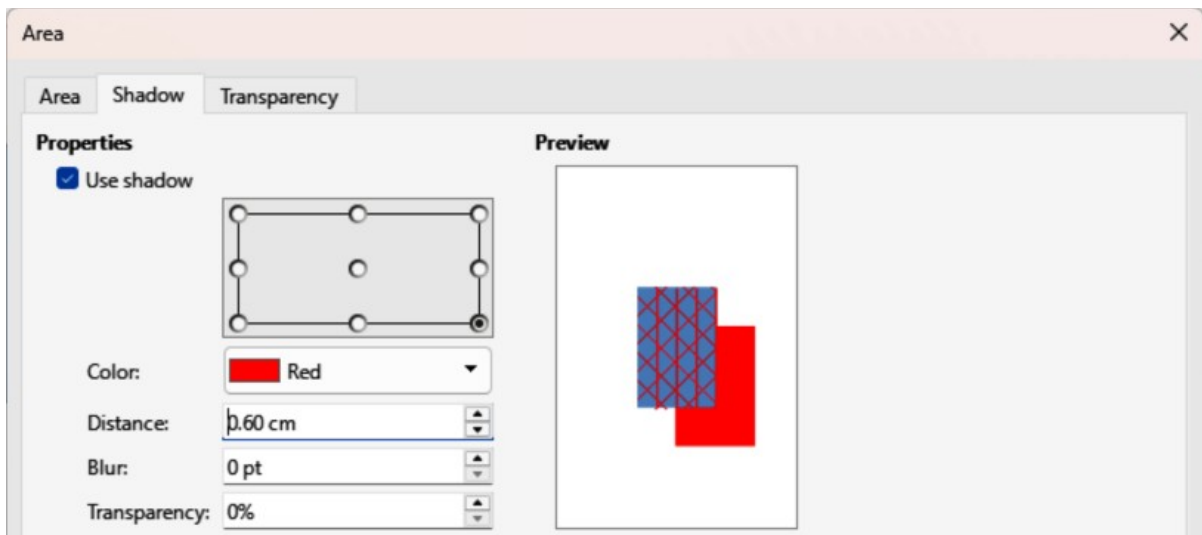 Area
Area Shadow Transparency
Properties
Use shadow
Color: Red
Distance: 0.60 cm
Blur: 0 pt
Transparency: 0%
Preview